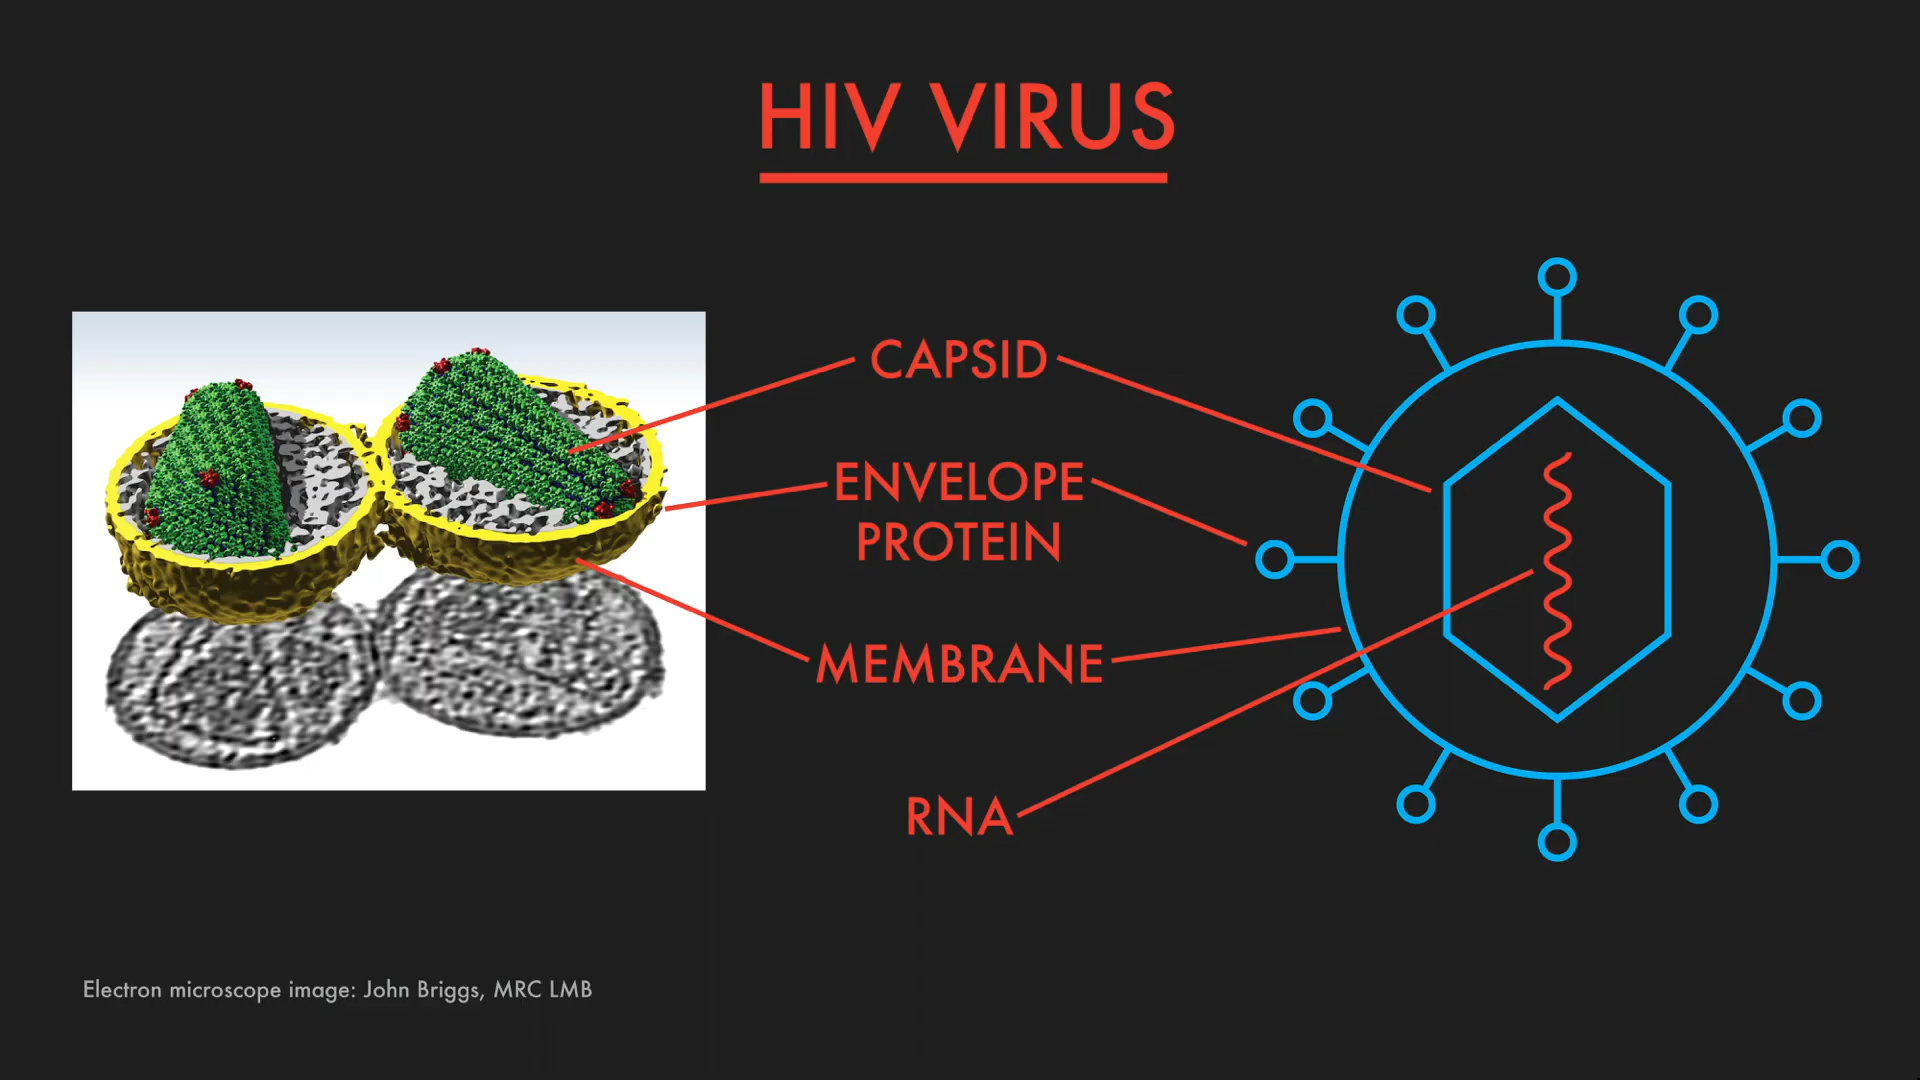 HIV VIRUS
CAPSID
ENVELOPE
PROTEIN
MEMBRANE
RNA
Electron microscope image: John Briggs, MRC LMB